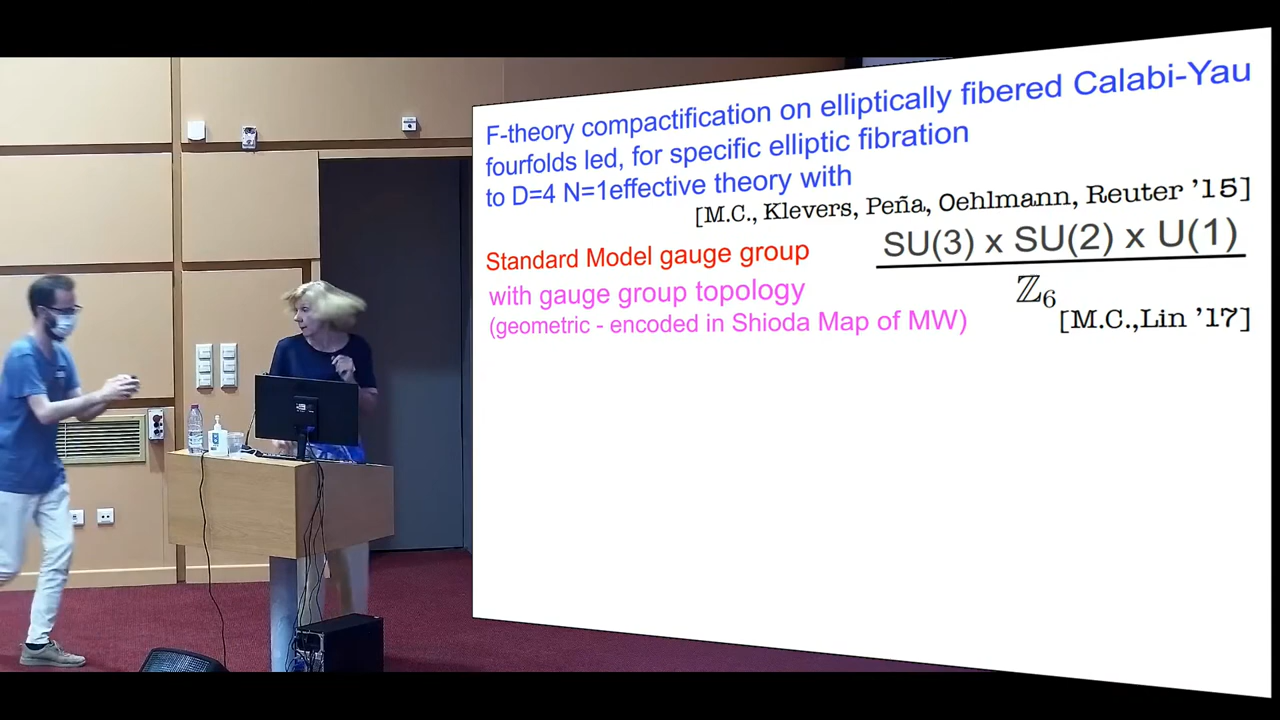 F-theory compactification on elliptically fibered Calabi-Yau
fourfolds led, for specific elliptic fibration
to D=4 N=1effective theory with
[M.C., Klevers, Peña, Oehlmann, Reuter '15]
Standard Model gauge group
SU(3) x SU(2) x U(1)
ℤ6
with gauge group topology
(geometric - encoded in Shioda Map of MW)
[M.C.,Lin '17]